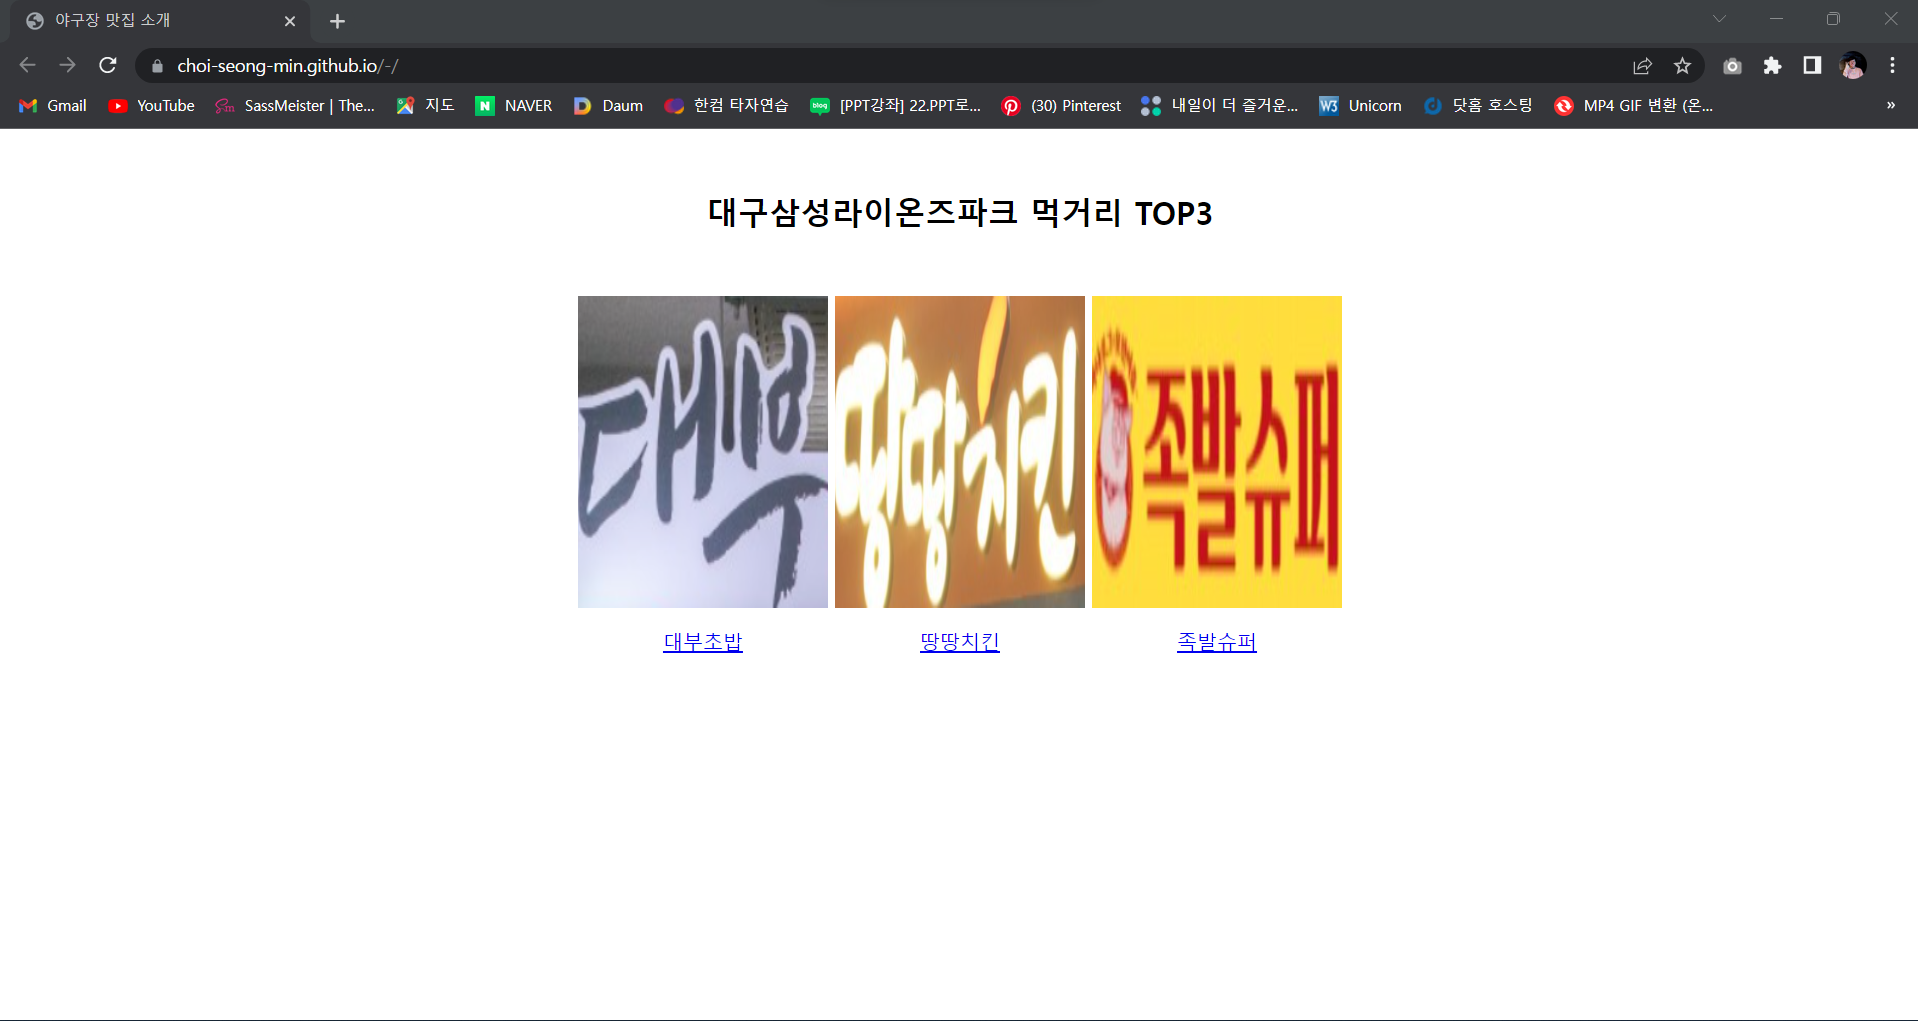 야구장 맛집 소개
choi-seong-min.github.io/-/
Gmail
YouTube
SassMeister | The...
지도
NAVER
Daum
한컴 타자연습
[PPT강좌] 22.PPT로...
(30) Pinterest
내일이 더 즐거운...
Unicorn
닷홈 호스팅
MP4 GIF 변환 (온...
대구삼성라이온즈파크 먹거리 TOP3
대부
땅땅치킨
족발슈퍼
대부초밥
땅땅치킨
족발슈퍼